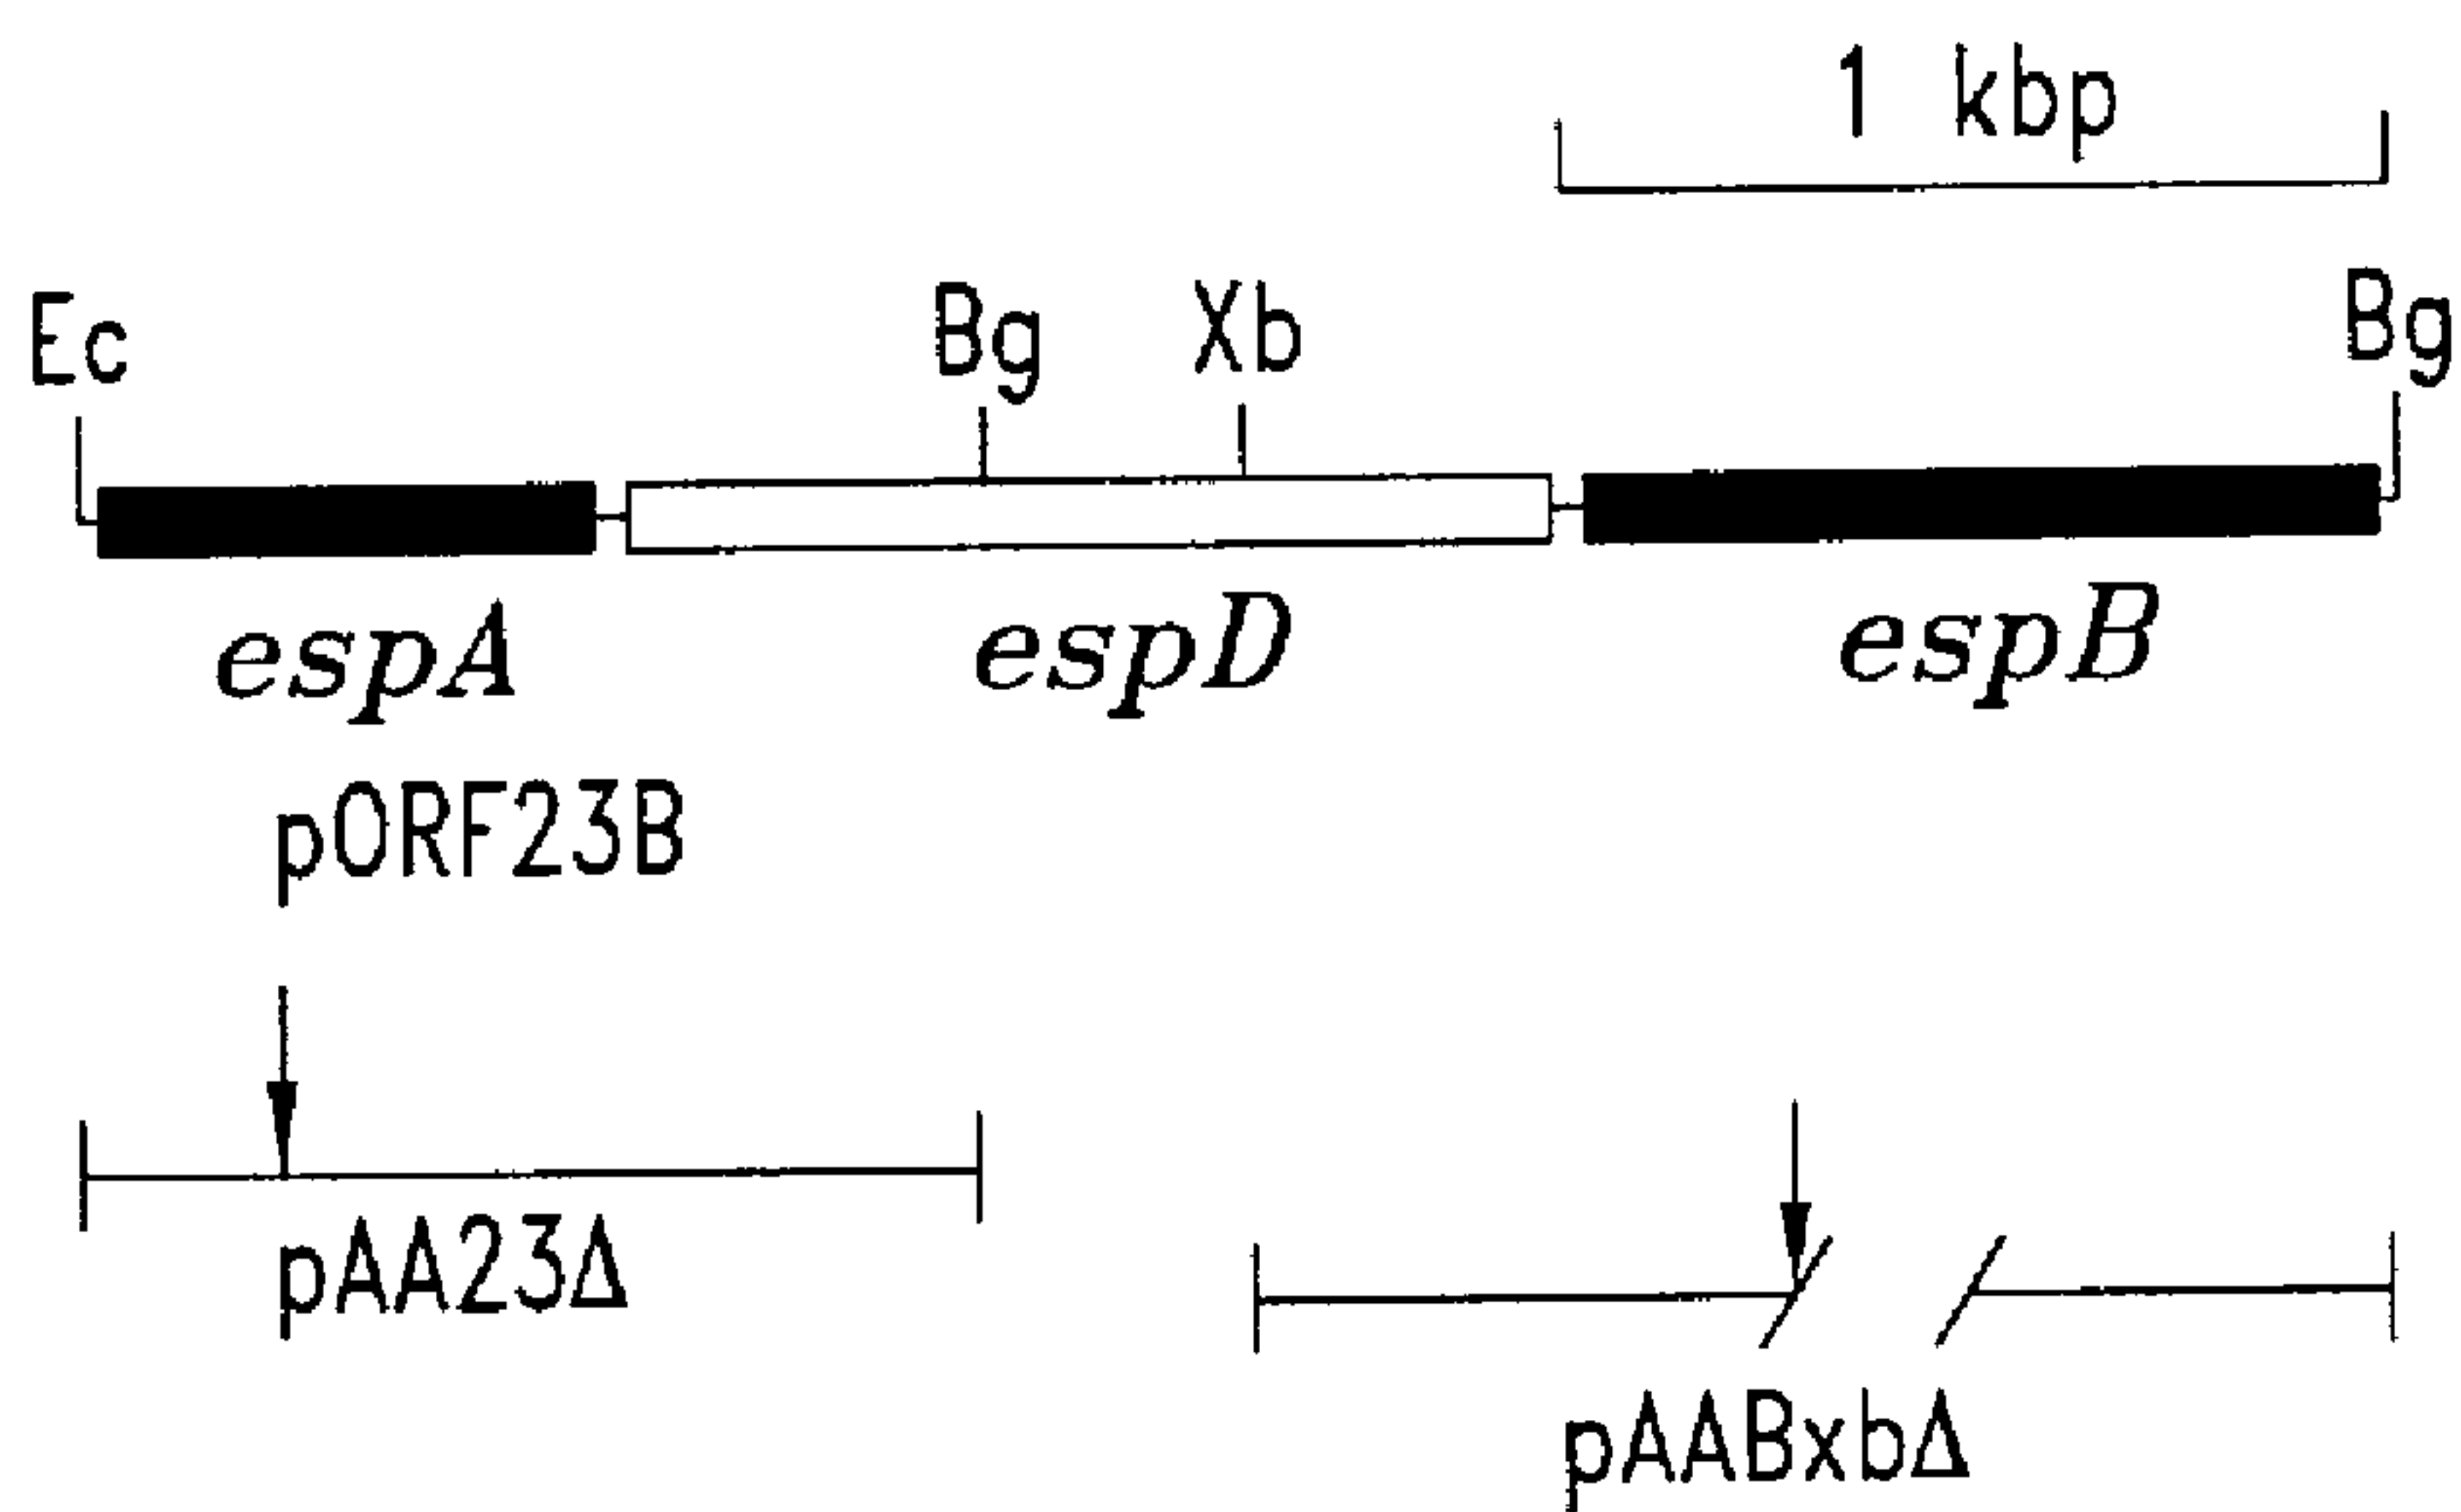 1 kbp
Ec Bg Xb Bg
espA espD espB
pORF23B
pAA23Δ
pAABxbΔ